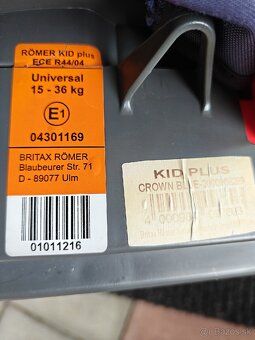 RÖMER KID plus
ECE R44/04
Universal
15 - 36 kg
E1
04301169
BRITAX RÖMER
Blaubeurer Str. 71
D - 89077 Ulm
01011216
KID PLUS
CROWN
Britax